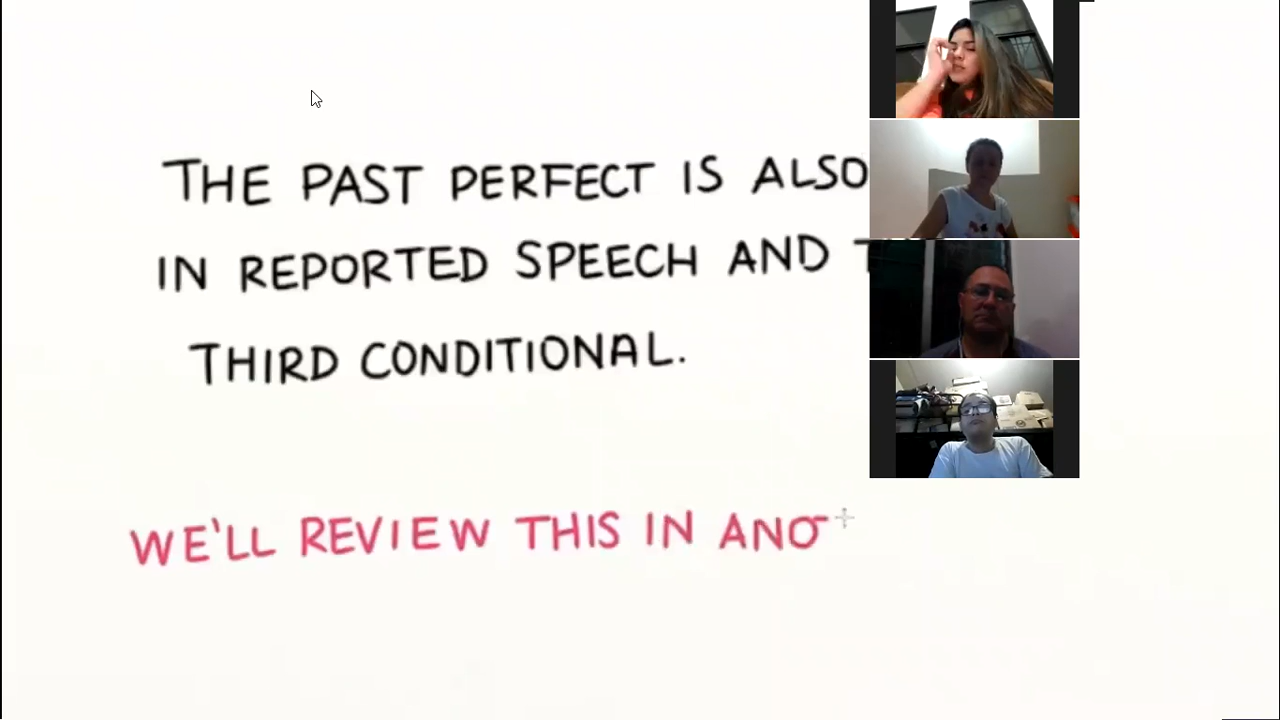 THE PAST PERFECT IS ALSO
IN REPORTED SPEECH AND
THIRD CONDITIONAL.
WE'LL REVIEW THIS IN ANO